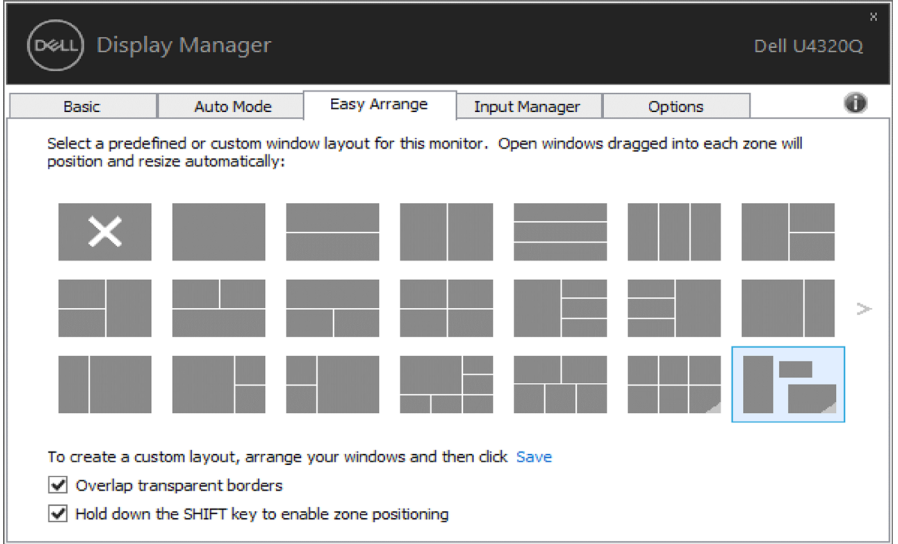 x
DELL Display Manager Dell U4320Q
Basic Auto Mode Easy Arrange Input Manager Options
Select a predefined or custom window layout for this monitor. Open windows dragged into each zone will
position and resize automatically:
>
To create a custom layout, arrange your windows and then click Save
Overlap transparent borders
Hold down the SHIFT key to enable zone positioning